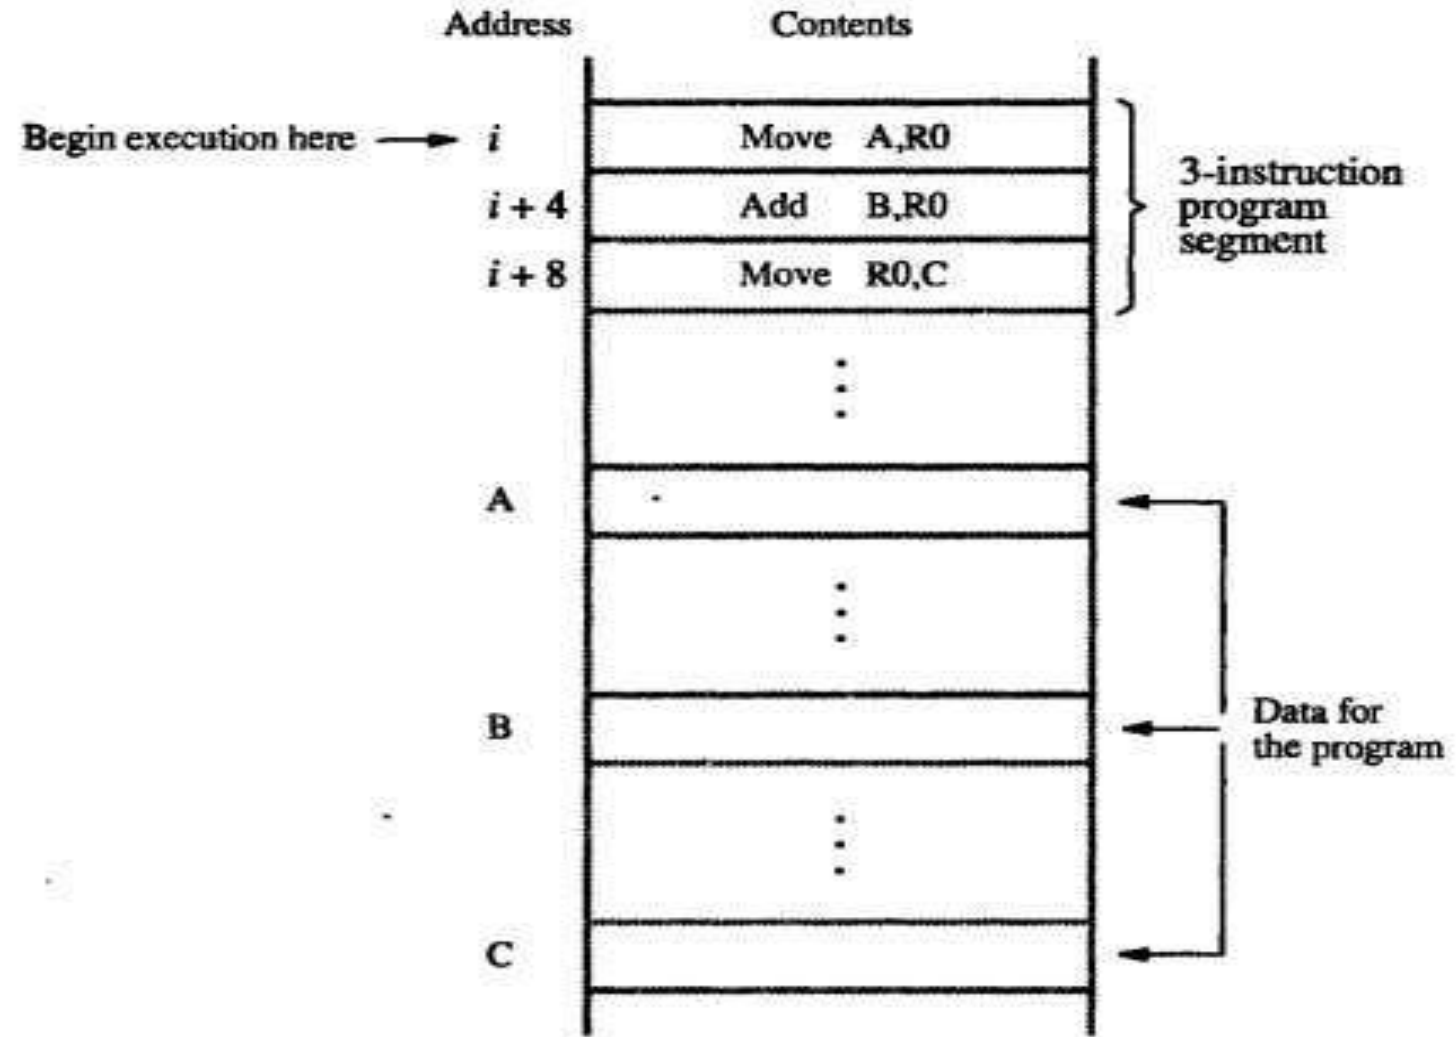 Address Contents
Begin execution here i Move A,R0
i + 4 Add B,R0
i + 8 Move R0,C
3-instruction
program
segment
A
B
Data for
the program
C